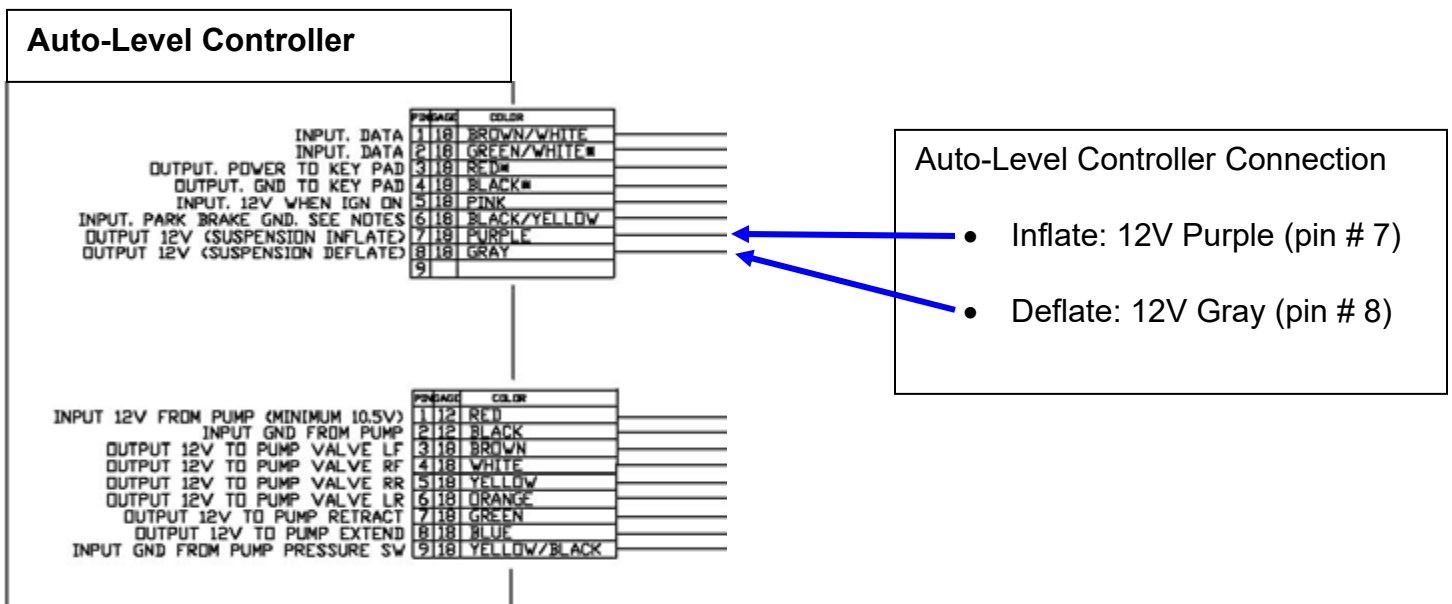 Auto-Level Controller
PIN GAGE COLOR
INPUT. DATA 1 18 BROWN/WHITE
INPUT. DATA 2 18 GREEN/WHITE*
OUTPUT. POWER TO KEY PAD 3 18 RED*
OUTPUT. GND TO KEY PAD 4 18 BLACK*
INPUT. 12V WHEN IGN ON 5 18 PINK
INPUT. PARK BRAKE GND. SEE NOTES 6 18 BLACK/YELLOW
OUTPUT 12V (SUSPENSION INFLATE) 7 18 PURPLE
OUTPUT 12V (SUSPENSION DEFLATE) 8 18 GRAY
9
Auto-Level Controller Connection
• Inflate: 12V Purple (pin # 7)
• Deflate: 12V Gray (pin # 8)
PIN GAGE COLOR
INPUT 12V FROM PUMP (MINIMUM 10.5V) 1 12 RED
INPUT GND FROM PUMP 2 12 BLACK
OUTPUT 12V TO PUMP VALVE LF 3 18 BROWN
OUTPUT 12V TO PUMP VALVE RF 4 18 WHITE
OUTPUT 12V TO PUMP VALVE RR 5 18 YELLOW
OUTPUT 12V TO PUMP VALVE LR 6 18 ORANGE
OUTPUT 12V TO PUMP RETRACT 7 18 GREEN
OUTPUT 12V TO PUMP EXTEND 8 18 BLUE
INPUT GND FROM PUMP PRESSURE SW 9 18 YELLOW/BLACK